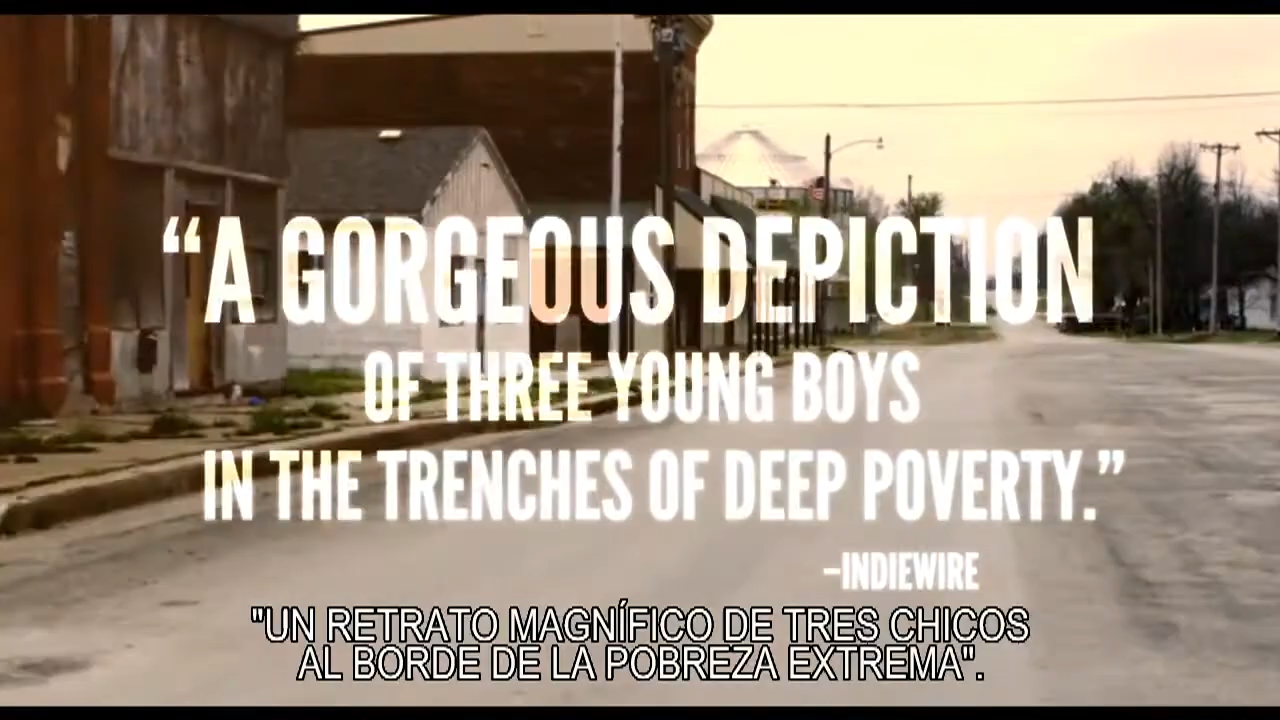 “A GORGEOUS DEPICTION
OF THREE YOUNG BOYS
IN THE TRENCHES OF DEEP POVERTY.”
–INDIEWIRE
"UN RETRATO MAGNÍFICO DE TRES CHICOS
AL BORDE DE LA POBREZA EXTREMA".